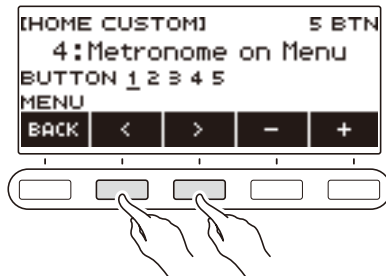 [HOME CUSTOM] 5 BTN
4:Metronome on Menu
BUTTON 1 2 3 4 5
MENU
BACK < > − +